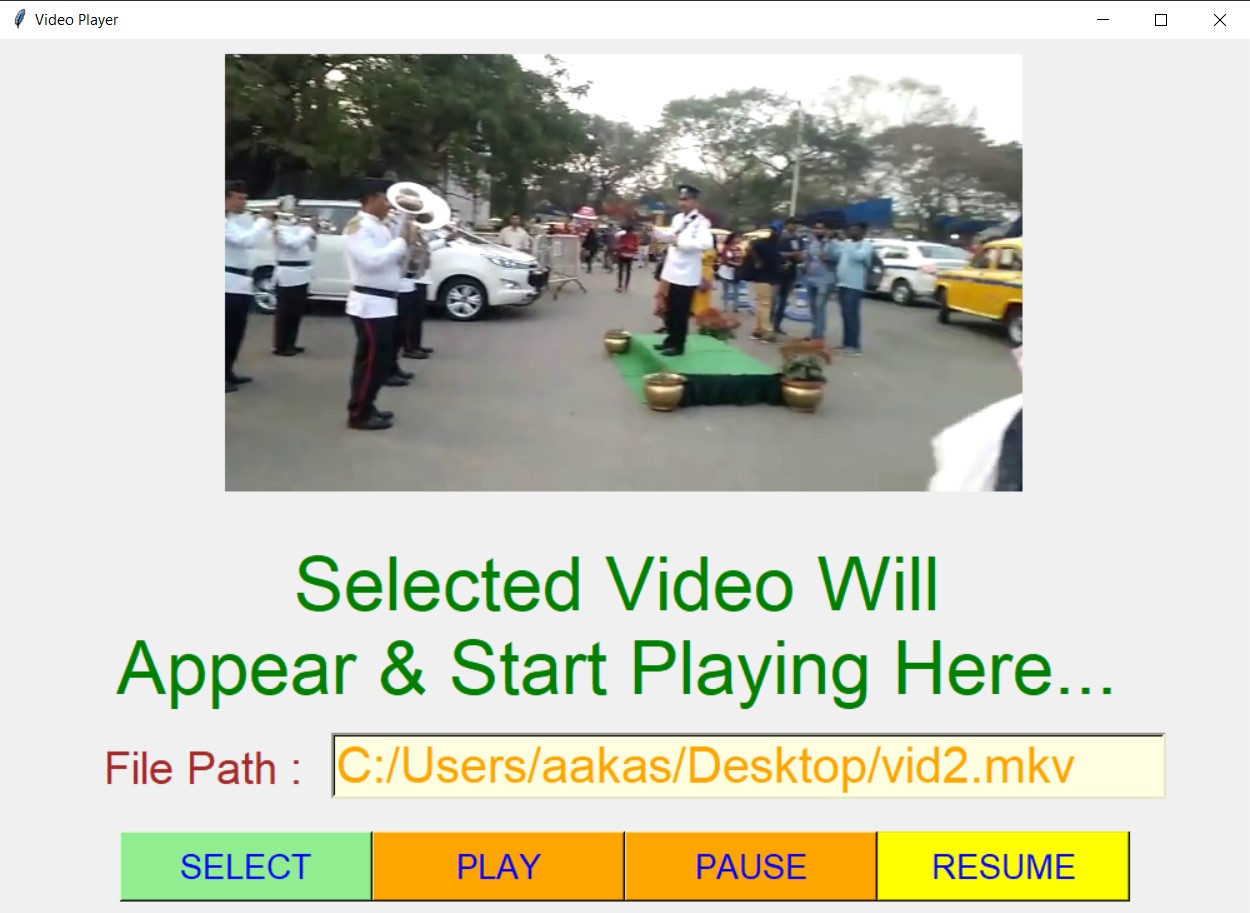 Video Player
Selected Video Will
Appear & Start Playing Here...
File Path : C:/Users/aakas/Desktop/vid2.mkv
SELECT PLAY PAUSE RESUME